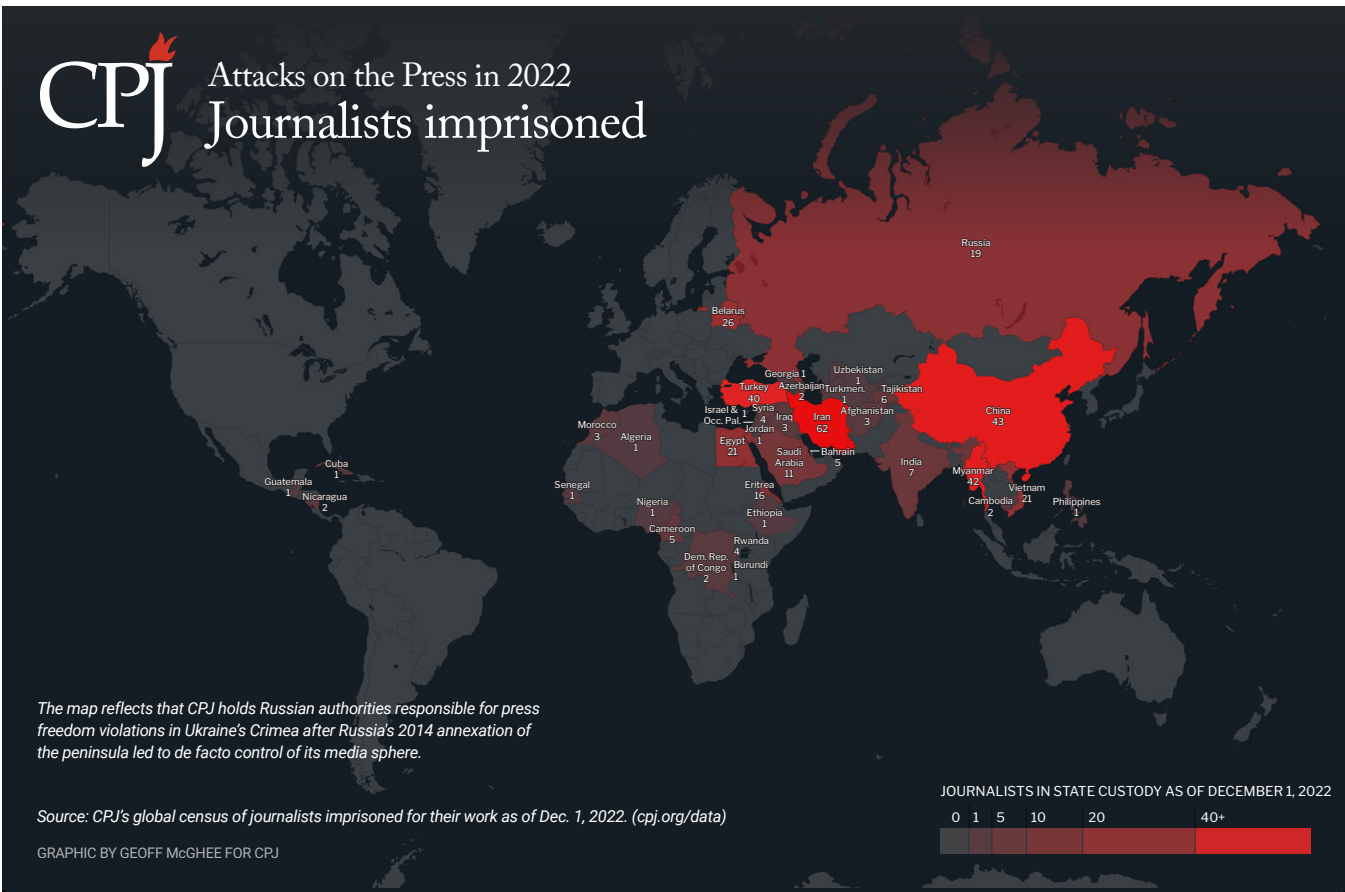 CPJ
Attacks on the Press in 2022
Journalists imprisoned
Russia
19
Belarus
26
Georgia 1
Uzbekistan
1
Turkey
40
Azerbaijan
2
Turkmen.
1
Tajikistan
6
Israel &
Occ. Pal.
1
Syria
4
Iraq
3
Iran
62
Afghanistan
3
China
43
Morocco
3
Algeria
1
Jordan
1
Egypt
21
Saudi
Arabia
11
Bahrain
5
India
7
Myanmar
42
Vietnam
21
Cambodia
2
Philippines
1
Cuba
1
Guatemala
1
Nicaragua
2
Senegal
1
Nigeria
1
Cameroon
5
Eritrea
16
Ethiopia
1
Rwanda
4
Dem. Rep.
of Congo
2
Burundi
1
The map reflects that CPJ holds Russian authorities responsible for press
freedom violations in Ukraine’s Crimea after Russia's 2014 annexation of
the peninsula led to de facto control of its media sphere.
Source: CPJ’s global census of journalists imprisoned for their work as of Dec. 1, 2022. (cpj.org/data)
GRAPHIC BY GEOFF McGHEE FOR CPJ
JOURNALISTS IN STATE CUSTODY AS OF DECEMBER 1, 2022
0 1 5 10 20 40+